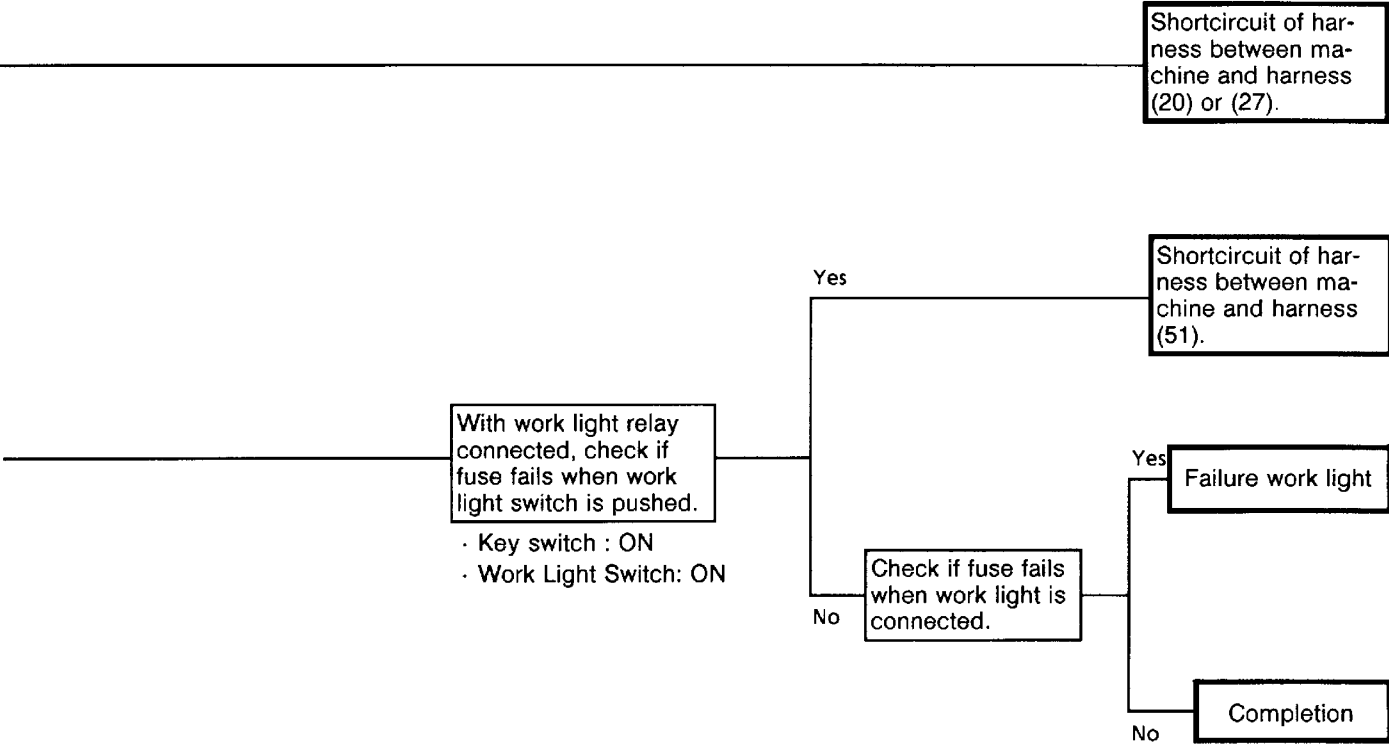 Shortcircuit of har-
ness between ma-
chine and harness
(20) or (27).
Yes
Shortcircuit of har-
ness between ma-
chine and harness
(51).
With work light relay
connected, check if
fuse fails when work
light switch is pushed.
· Key switch : ON
· Work Light Switch: ON
No
Check if fuse fails
when work light is
connected.
Yes
Failure work light
No
Completion